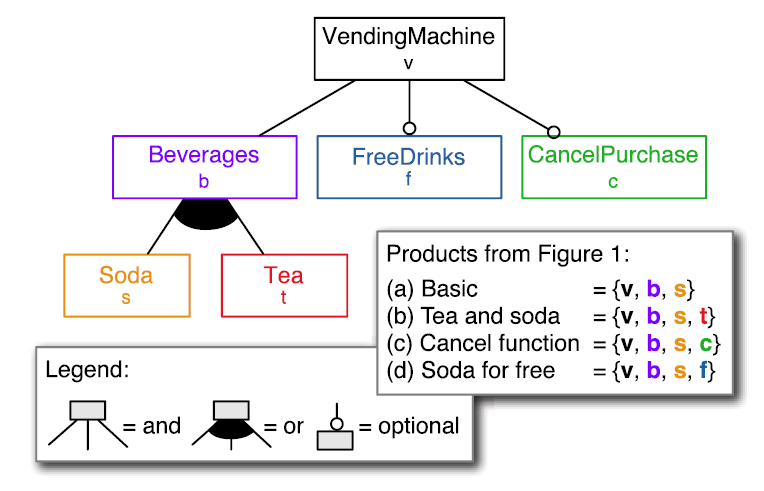 VendingMachine
v
Beverages
b
FreeDrinks
f
CancelPurchase
c
Soda
s
Tea
t
Products from Figure 1:
(a) Basic = {v, b, s}
(b) Tea and soda = {v, b, s, t}
(c) Cancel function = {v, b, s, c}
(d) Soda for free = {v, b, s, f}
Legend:
= and = or = optional